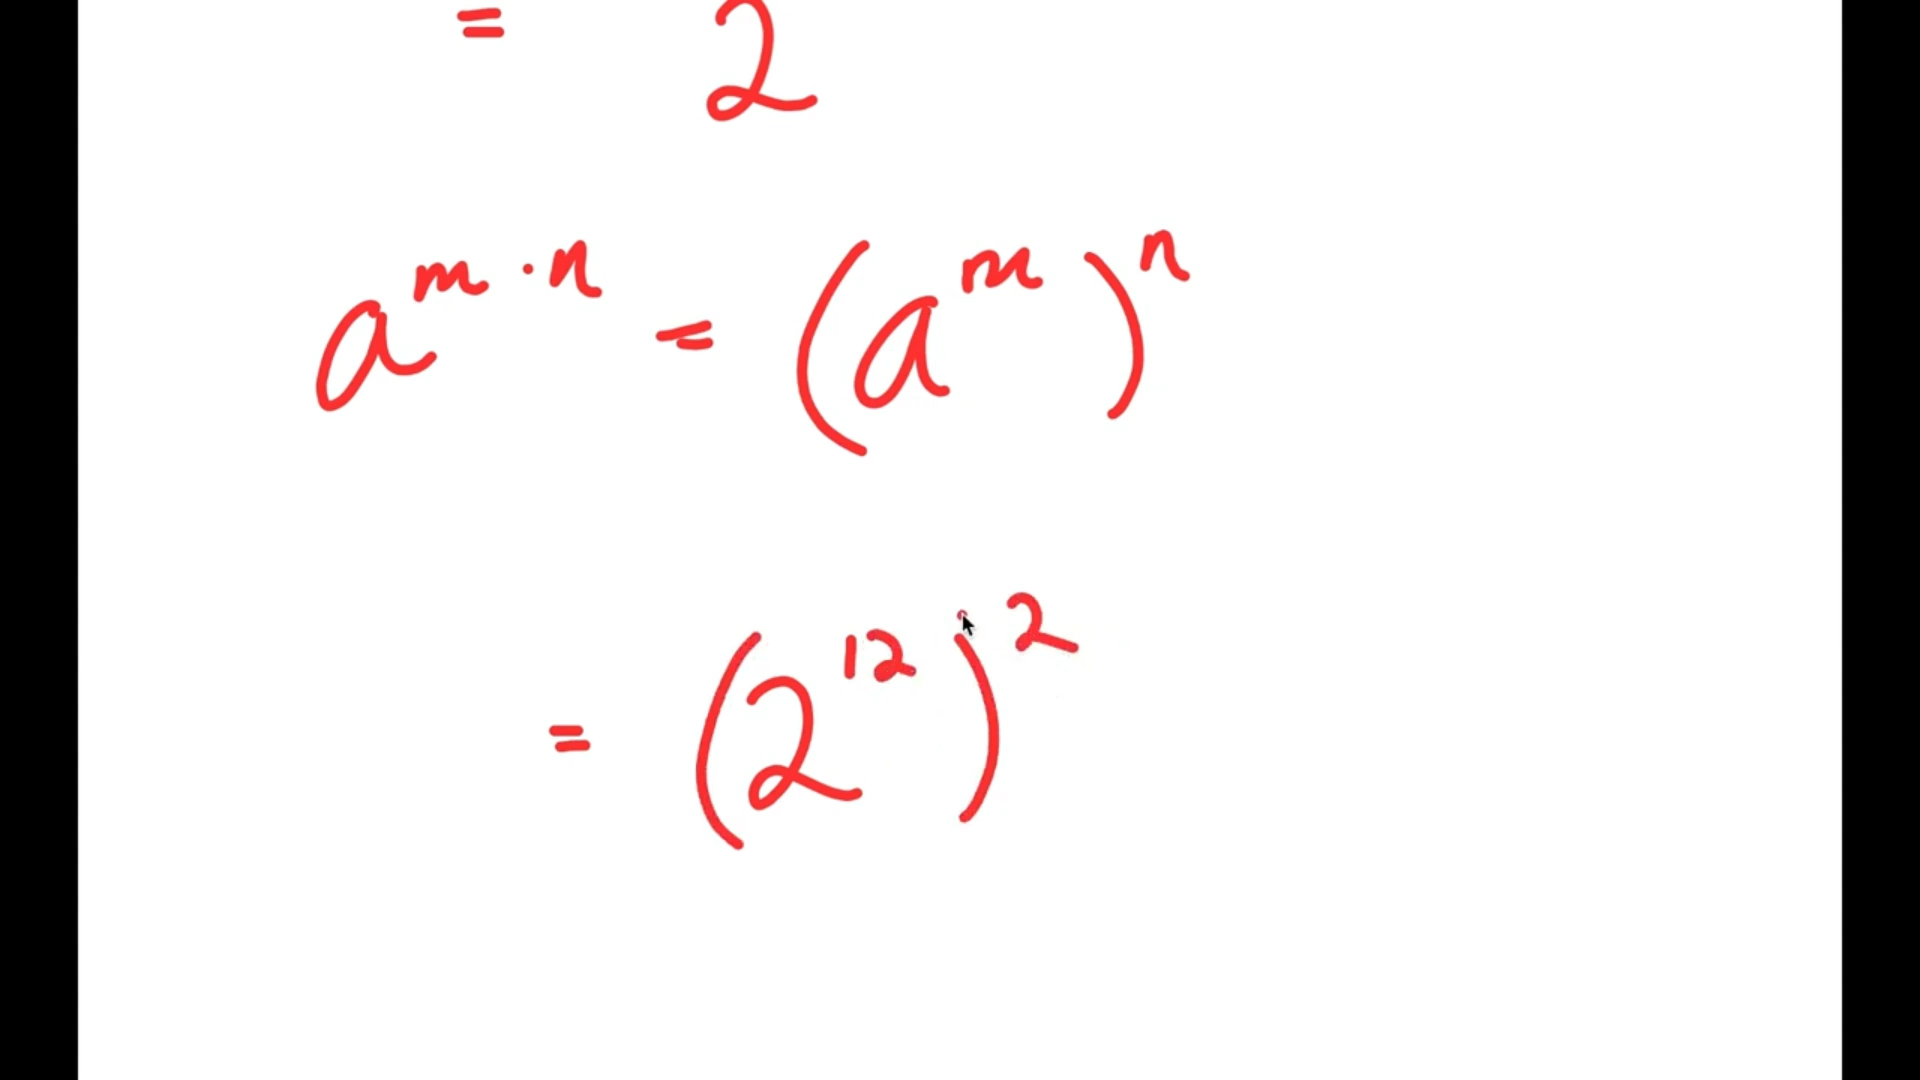 = 2
a^{m·n} = (a^m)^n
= (2^{12})^2